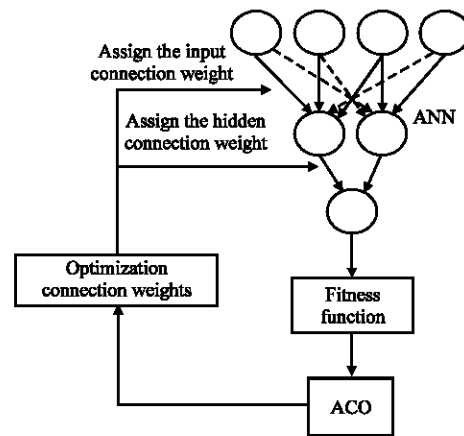 Assign the input
connection weight
Assign the hidden
connection weight
ANN
Optimization
connection weights
Fitness
function
ACO